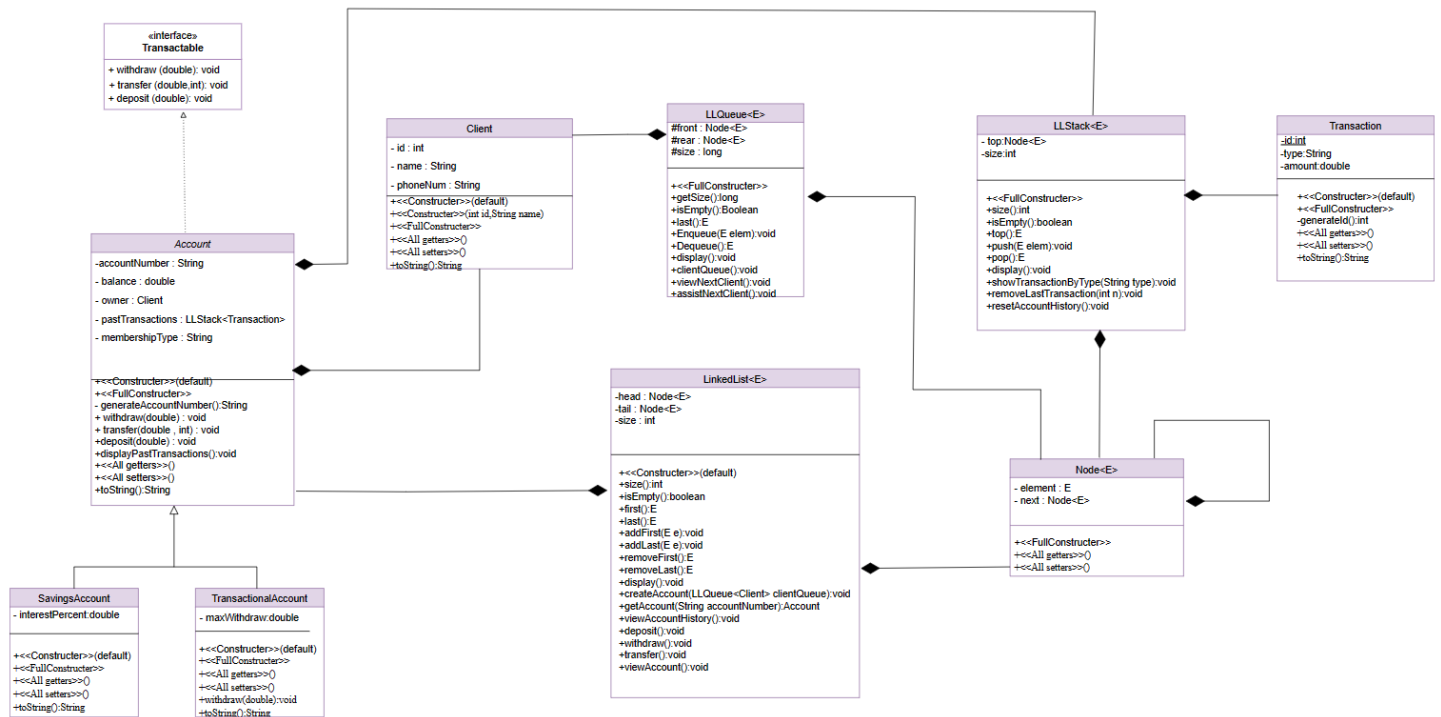 «interface»
Transactable
+ withdraw (double): void
+ transfer (double,int): void
+ deposit (double): void
Client
- id : int
- name : String
- phoneNum : String
+<<Constructer>>(default)
+<<Constructer>>(int id,String name)
+<<FullConstructer>>
+<<All getters>>()
+<<All setters>>()
+toString():String
LLQueue<E>
#front : Node<E>
#rear : Node<E>
#size : long
+<<FullConstructer>>
+getSize():long
+isEmpty():Boolean
+last():E
+Enqueue(E elem):void
+Dequeue():E
+display():void
+clientQueue():void
+viewNextClient():void
+assistNextClient():void
LLStack<E>
- top:Node<E>
-size:int
+<<FullConstructer>>
+size():int
+isEmpty():boolean
+top():E
+push(E elem):void
+pop():E
+display():void
+showTransactionByType(String type):void
+removeLastTransaction(int n):void
+resetAccountHistory():void
Transaction
-id:int
-type:String
-amount:double
+<<Constructer>>(default)
+<<FullConstructer>>
-generateId():int
+<<All getters>>()
+<<All setters>>()
+toString():String
Account
-accountNumber : String
- balance : double
- owner : Client
- pastTransactions : LLStack<Transaction>
- membershipType : String
+<<Constructer>>(default)
+<<FullConstructer>>
- generateAccountNumber():String
+ withdraw(double) : void
+ transfer(double , int) : void
+deposit(double) : void
+displayPastTransactions():void
+<<All getters>>()
+<<All setters>>()
+toString():String
LinkedList<E>
-head : Node<E>
-tail : Node<E>
-size : int
+<<Constructer>>(default)
+size():int
+isEmpty():boolean
+first():E
+last():E
+addFirst(E e):void
+addLast(E e):void
+removeFirst():E
+removeLast():E
+display():void
+createAccount(LLQueue<Client> clientQueue):void
+getAccount(String accountNumber):Account
+viewAccountHistory():void
+deposit():void
+withdraw():void
+transfer():void
+viewAccount():void
Node<E>
- element : E
- next : Node<E>
+<<FullConstructer>>
+<<All getters>>()
+<<All setters>>()
SavingsAccount
- interestPercent:double
+<<Constructer>>(default)
+<<FullConstructer>>
+<<All getters>>()
+<<All setters>>()
+toString():String
TransactionalAccount
- maxWithdraw:double
+<<Constructer>>(default)
+<<FullConstructer>>
+<<All getters>>()
+<<All setters>>()
+withdraw(double):void
+toString():String